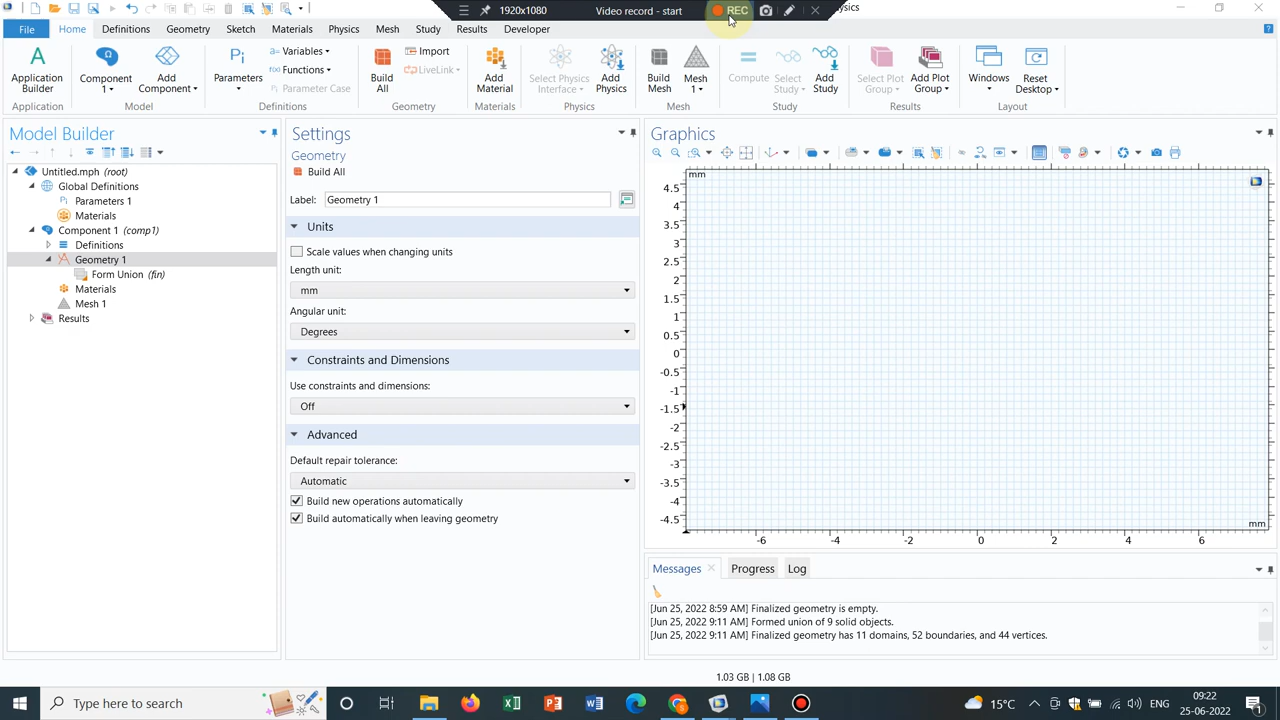 1920x1080
Video record - start
REC
ysics
File
Home
Definitions
Geometry
Sketch
Materials
Physics
Mesh
Study
Results
Developer
Application Builder
Component 1
Add Component
Parameters
a= Variables
f(x) Functions
Pi Parameter Case
Build All
Import
LiveLink
Add Material
Select Physics Interface
Add Physics
Build Mesh
Mesh 1
Compute
Select Study
Add Study
Select Plot Group
Add Plot Group
Windows
Reset Desktop
Application
Model
Definitions
Geometry
Materials
Physics
Mesh
Study
Results
Layout
Model Builder
Untitled.mph (root)
Global Definitions
Pi Parameters 1
Materials
Component 1 (comp1)
Definitions
Geometry 1
Form Union (fin)
Materials
Mesh 1
Results
Settings
Geometry
Build All
Label: Geometry 1
Units
Scale values when changing units
Length unit:
mm
Angular unit:
Degrees
Constraints and Dimensions
Use constraints and dimensions:
Off
Advanced
Default repair tolerance:
Automatic
Build new operations automatically
Build automatically when leaving geometry
Graphics
mm
4.5
4
3.5
3
2.5
2
1.5
1
0.5
0
-0.5
-1
-1.5
-2
-2.5
-3
-3.5
-4
-4.5
mm
-6 -4 -2 0 2 4 6
Messages
Progress
Log
[Jun 25, 2022 8:59 AM] Finalized geometry is empty.
[Jun 25, 2022 9:11 AM] Formed union of 9 solid objects.
[Jun 25, 2022 9:11 AM] Finalized geometry has 11 domains, 52 boundaries, and 44 vertices.
1.03 GB | 1.08 GB
Type here to search
15°C
ENG
09:22
25-06-2022